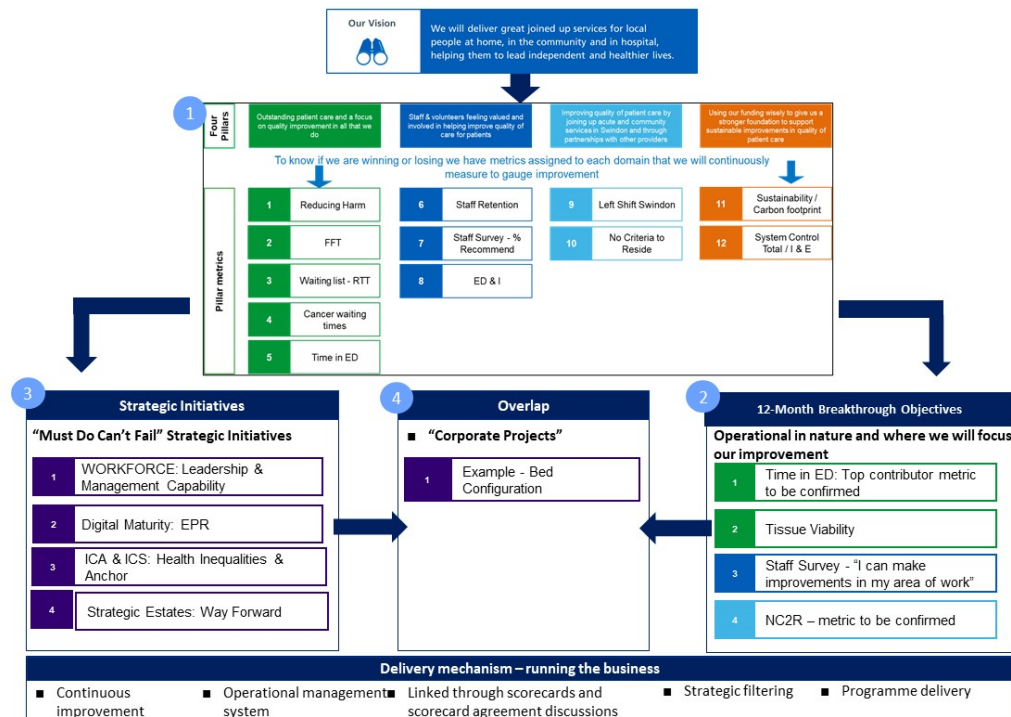 Our Vision
We will deliver great joined up services for local
people at home, in the community and in hospital,
helping them to lead independent and healthier lives.
1
Four
Pillars
Outstanding patient care and a focus
on quality improvement in all that we
do
Staff & volunteers feeling valued and
involved in helping improve quality of
care for patients
Improving quality of patient care by
joining up acute and community
services in Swindon and through
partnerships with other providers
Using our funding wisely to give us a
stronger foundation to support
sustainable improvements in quality of
patient care
To know if we are winning or losing we have metrics assigned to each domain that we will continuously
measure to gauge improvement
Pillar metrics
1 Reducing Harm
2 FFT
3 Waiting list - RTT
4 Cancer waiting
times
5 Time in ED
6 Staff Retention
7 Staff Survey - %
Recommend
8 ED & I
9 Left Shift Swindon
10 No Criteria to
Reside
11 Sustainability /
Carbon footprint
12 System Control
Total / I & E
3
Strategic Initiatives
“Must Do Can’t Fail” Strategic Initiatives
1 WORKFORCE: Leadership &
Management Capability
2 Digital Maturity: EPR
3 ICA & ICS: Health Inequalities &
Anchor
4 Strategic Estates: Way Forward
4
Overlap
■ “Corporate Projects”
1 Example - Bed
Configuration
2
12-Month Breakthrough Objectives
Operational in nature and where we will focus
our improvement
1 Time in ED: Top contributor metric
to be confirmed
2 Tissue Viability
3 Staff Survey - “I can make
improvements in my area of work”
4 NC2R – metric to be confirmed
Delivery mechanism – running the business
■ Continuous
improvement
■ Operational management
system
■ Linked through scorecards and
scorecard agreement discussions
■ Strategic filtering
■ Programme delivery